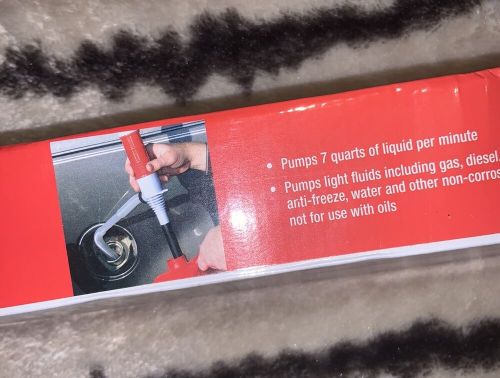 • Pumps 7 quarts of liquid per minute
• Pumps light fluids including gas, diesel,
anti-freeze, water and other non-corros
not for use with oils